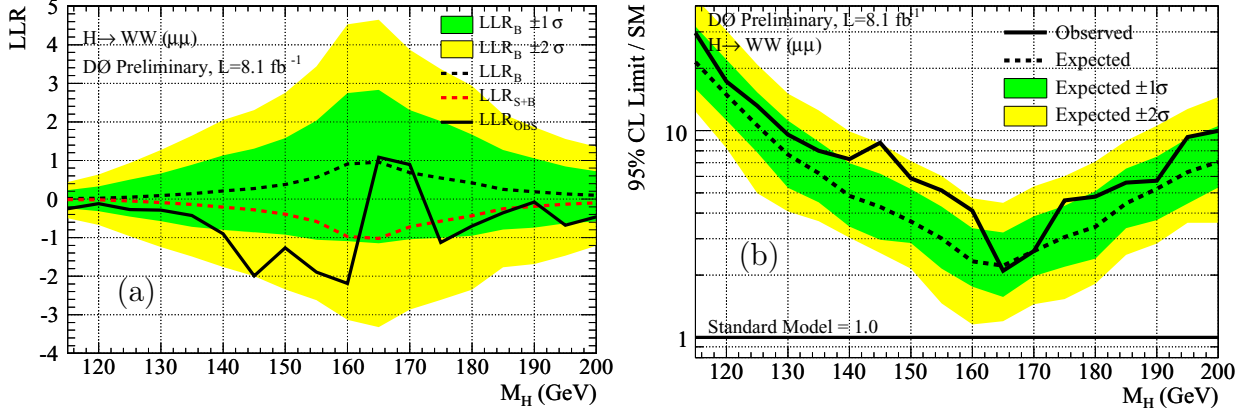 LLR
5
4
3
2
1
0
-1
-2
-3
-4
H→ WW (μμ)
DØ Preliminary, L=8.1 fb⁻¹
LLR_B ±1 σ
LLR_B ±2 σ
LLR_B
LLR_S+B
LLR_OBS
(a)
120 130 140 150 160 170 180 190 200
M_H (GeV)
95% CL Limit / SM
10
1
DØ Preliminary, L=8.1 fb⁻¹
H→ WW (μμ)
Observed
Expected
Expected ±1σ
Expected ±2σ
(b)
Standard Model = 1.0
120 130 140 150 160 170 180 190 200
M_H (GeV)